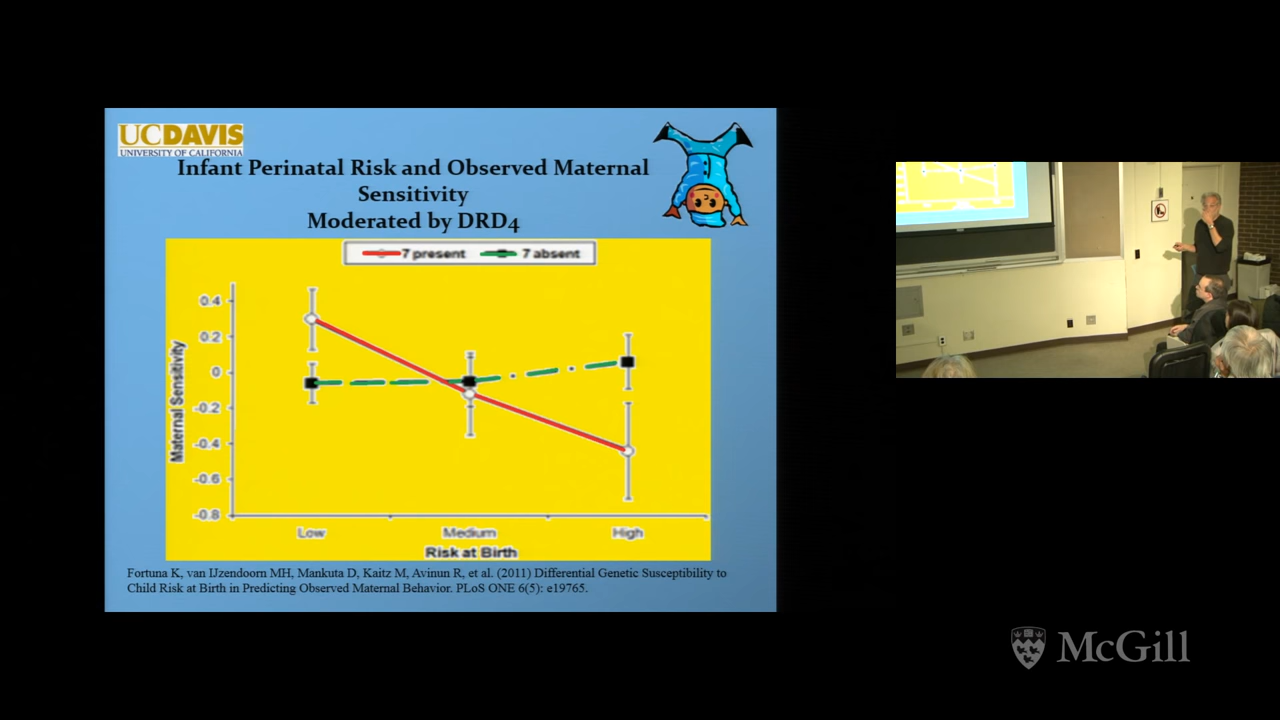 UCDAVIS
UNIVERSITY OF CALIFORNIA
Infant Perinatal Risk and Observed Maternal
Sensitivity
Moderated by DRD4
7 present
7 absent
0.4
0.2
0
-0.2
-0.4
-0.6
-0.8
Maternal Sensitivity
Low
Medium
High
Risk at Birth
Fortuna K, van IJzendoorn MH, Mankuta D, Kaitz M, Avinun R, et al. (2011) Differential Genetic Susceptibility to
Child Risk at Birth in Predicting Observed Maternal Behavior. PLoS ONE 6(5): e19765.
McGill